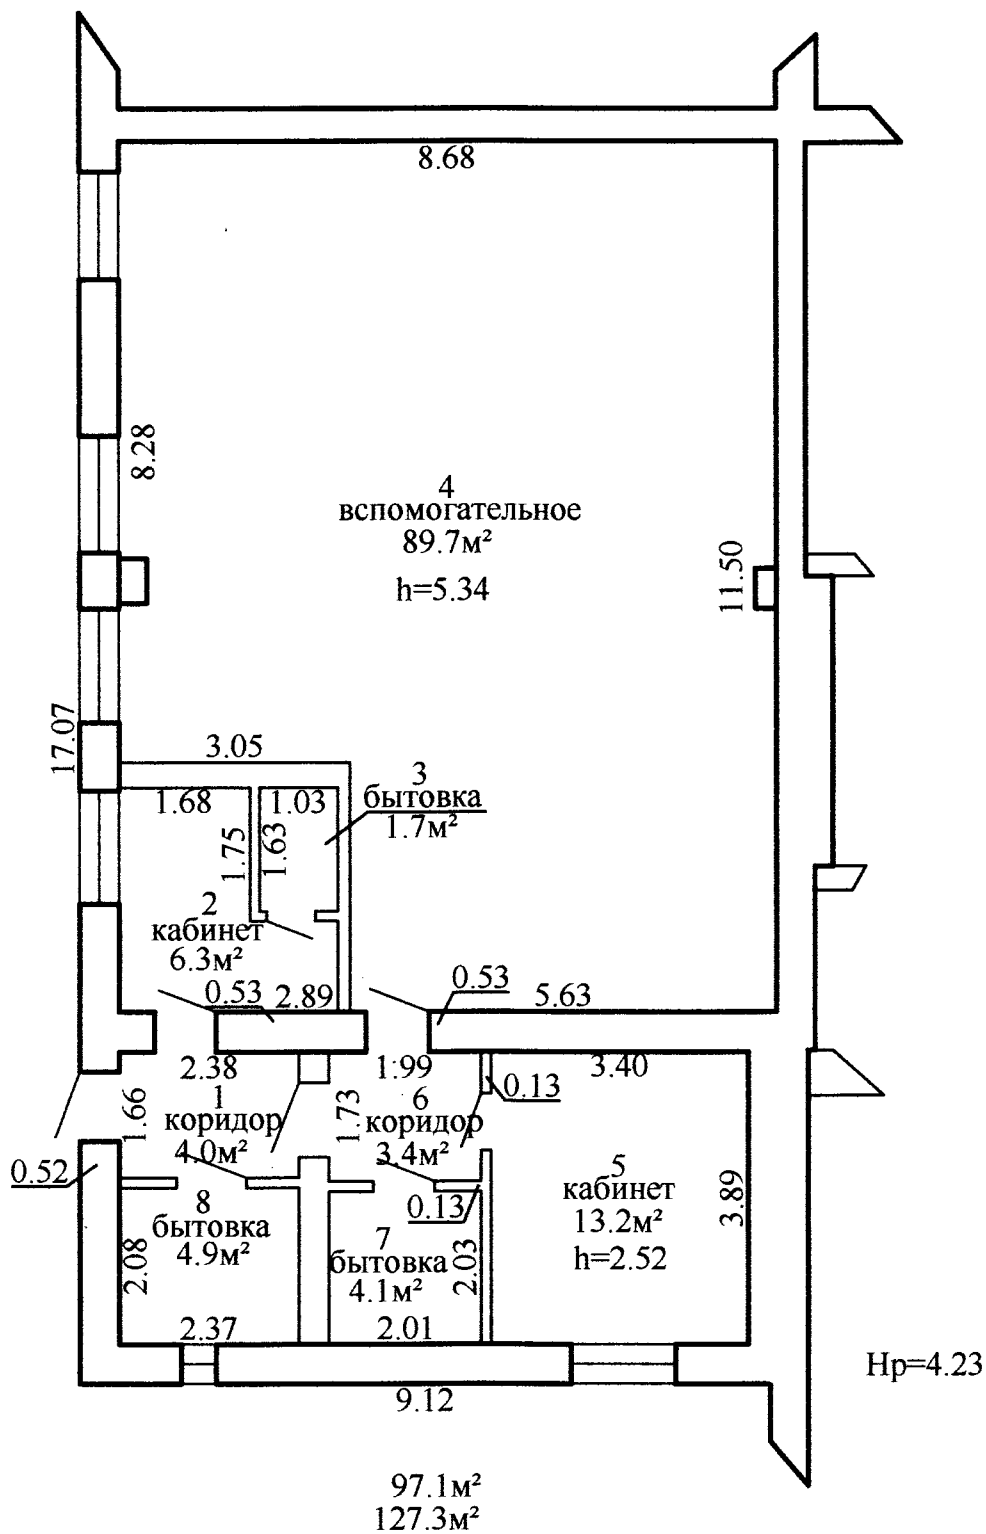 8.68
8.28
4
вспомогательное
89.7м²
h=5.34
11.50
17.07
3.05
3
бытовка
1.7м²
1.68
1.03
1.75
1.63
2
кабинет
6.3м²
0.53
2.89
0.53
5.63
2.38
1.99
3.40
0.13
1.66
1
коридор
4.0м²
1.73
6
коридор
3.4м²
0.52
5
кабинет
13.2м²
h=2.52
3.89
0.13
8
бытовка
4.9м²
2.08
7
бытовка
4.1м²
2.03
2.37
2.01
9.12
Hp=4.23
97.1м²
127.3м²